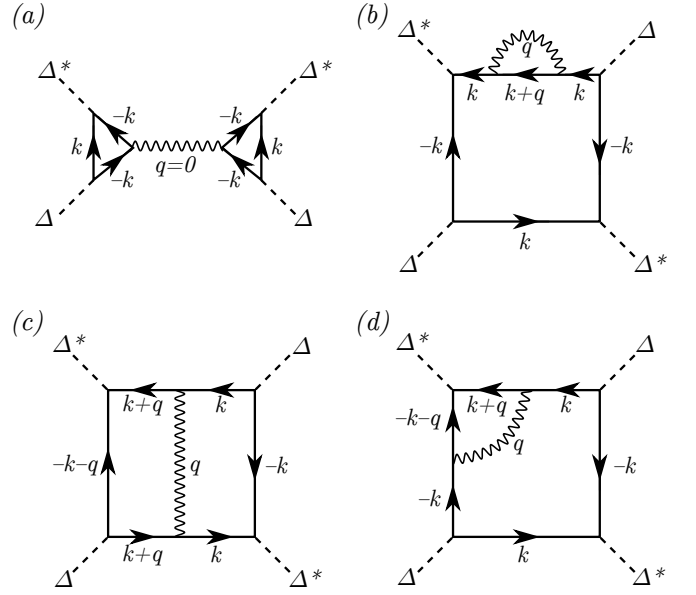 (a)
Δ* Δ*
–k –k
k k
–k q=0 –k
Δ Δ
(b)
Δ* Δ
q
k k+q k
–k –k
k
Δ Δ*
(c)
Δ* Δ
k+q k
–k–q q –k
k+q k
Δ Δ*
(d)
Δ* Δ
k+q k
–k–q
q
–k –k
k
Δ Δ*